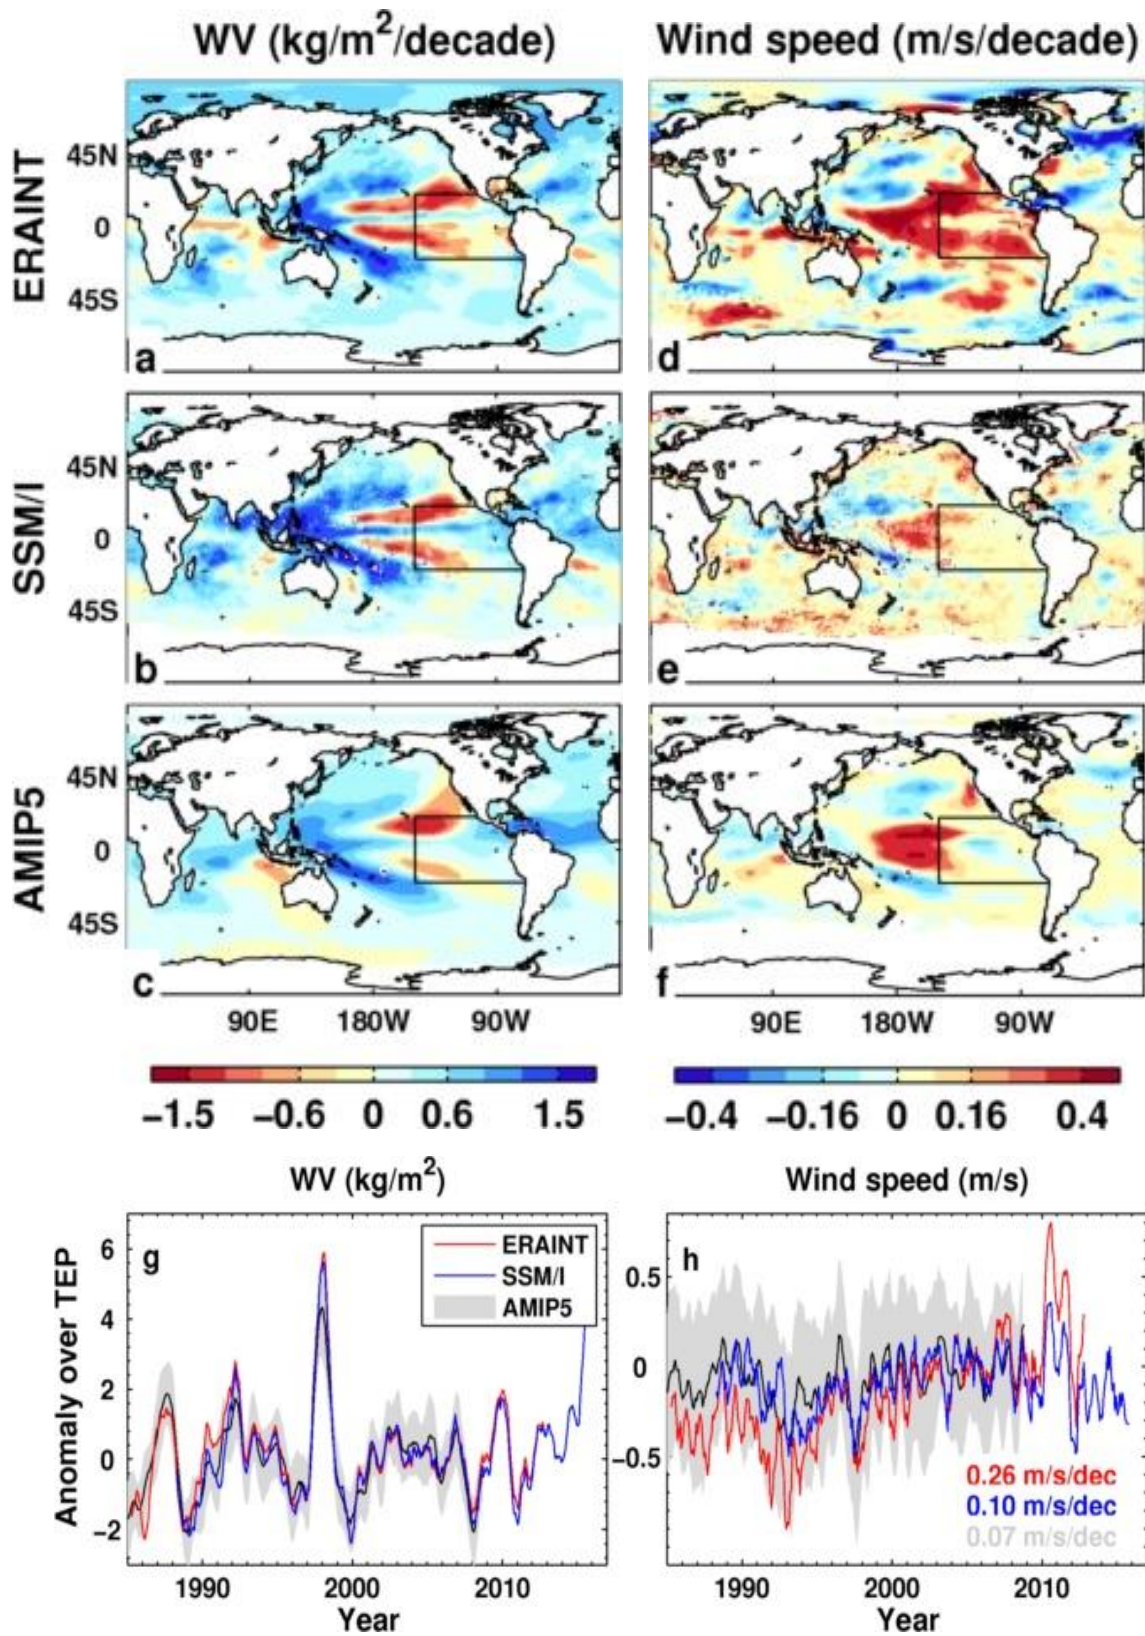 WV (kg/m²/decade)
Wind speed (m/s/decade)
ERAINT
45N
0
45S
a
d
SSM/I
45N
0
45S
b
e
AMIP5
45N
0
45S
c
f
90E 180W 90W
90E 180W 90W
−1.5 −0.6 0 0.6 1.5
−0.4 −0.16 0 0.16 0.4
WV (kg/m²)
Wind speed (m/s)
Anomaly over TEP
g
6
4
2
0
−2
ERAINT
SSM/I
AMIP5
1990 2000 2010
Year
h
0.5
0
−0.5
0.26 m/s/dec
0.10 m/s/dec
0.07 m/s/dec
1990 2000 2010
Year